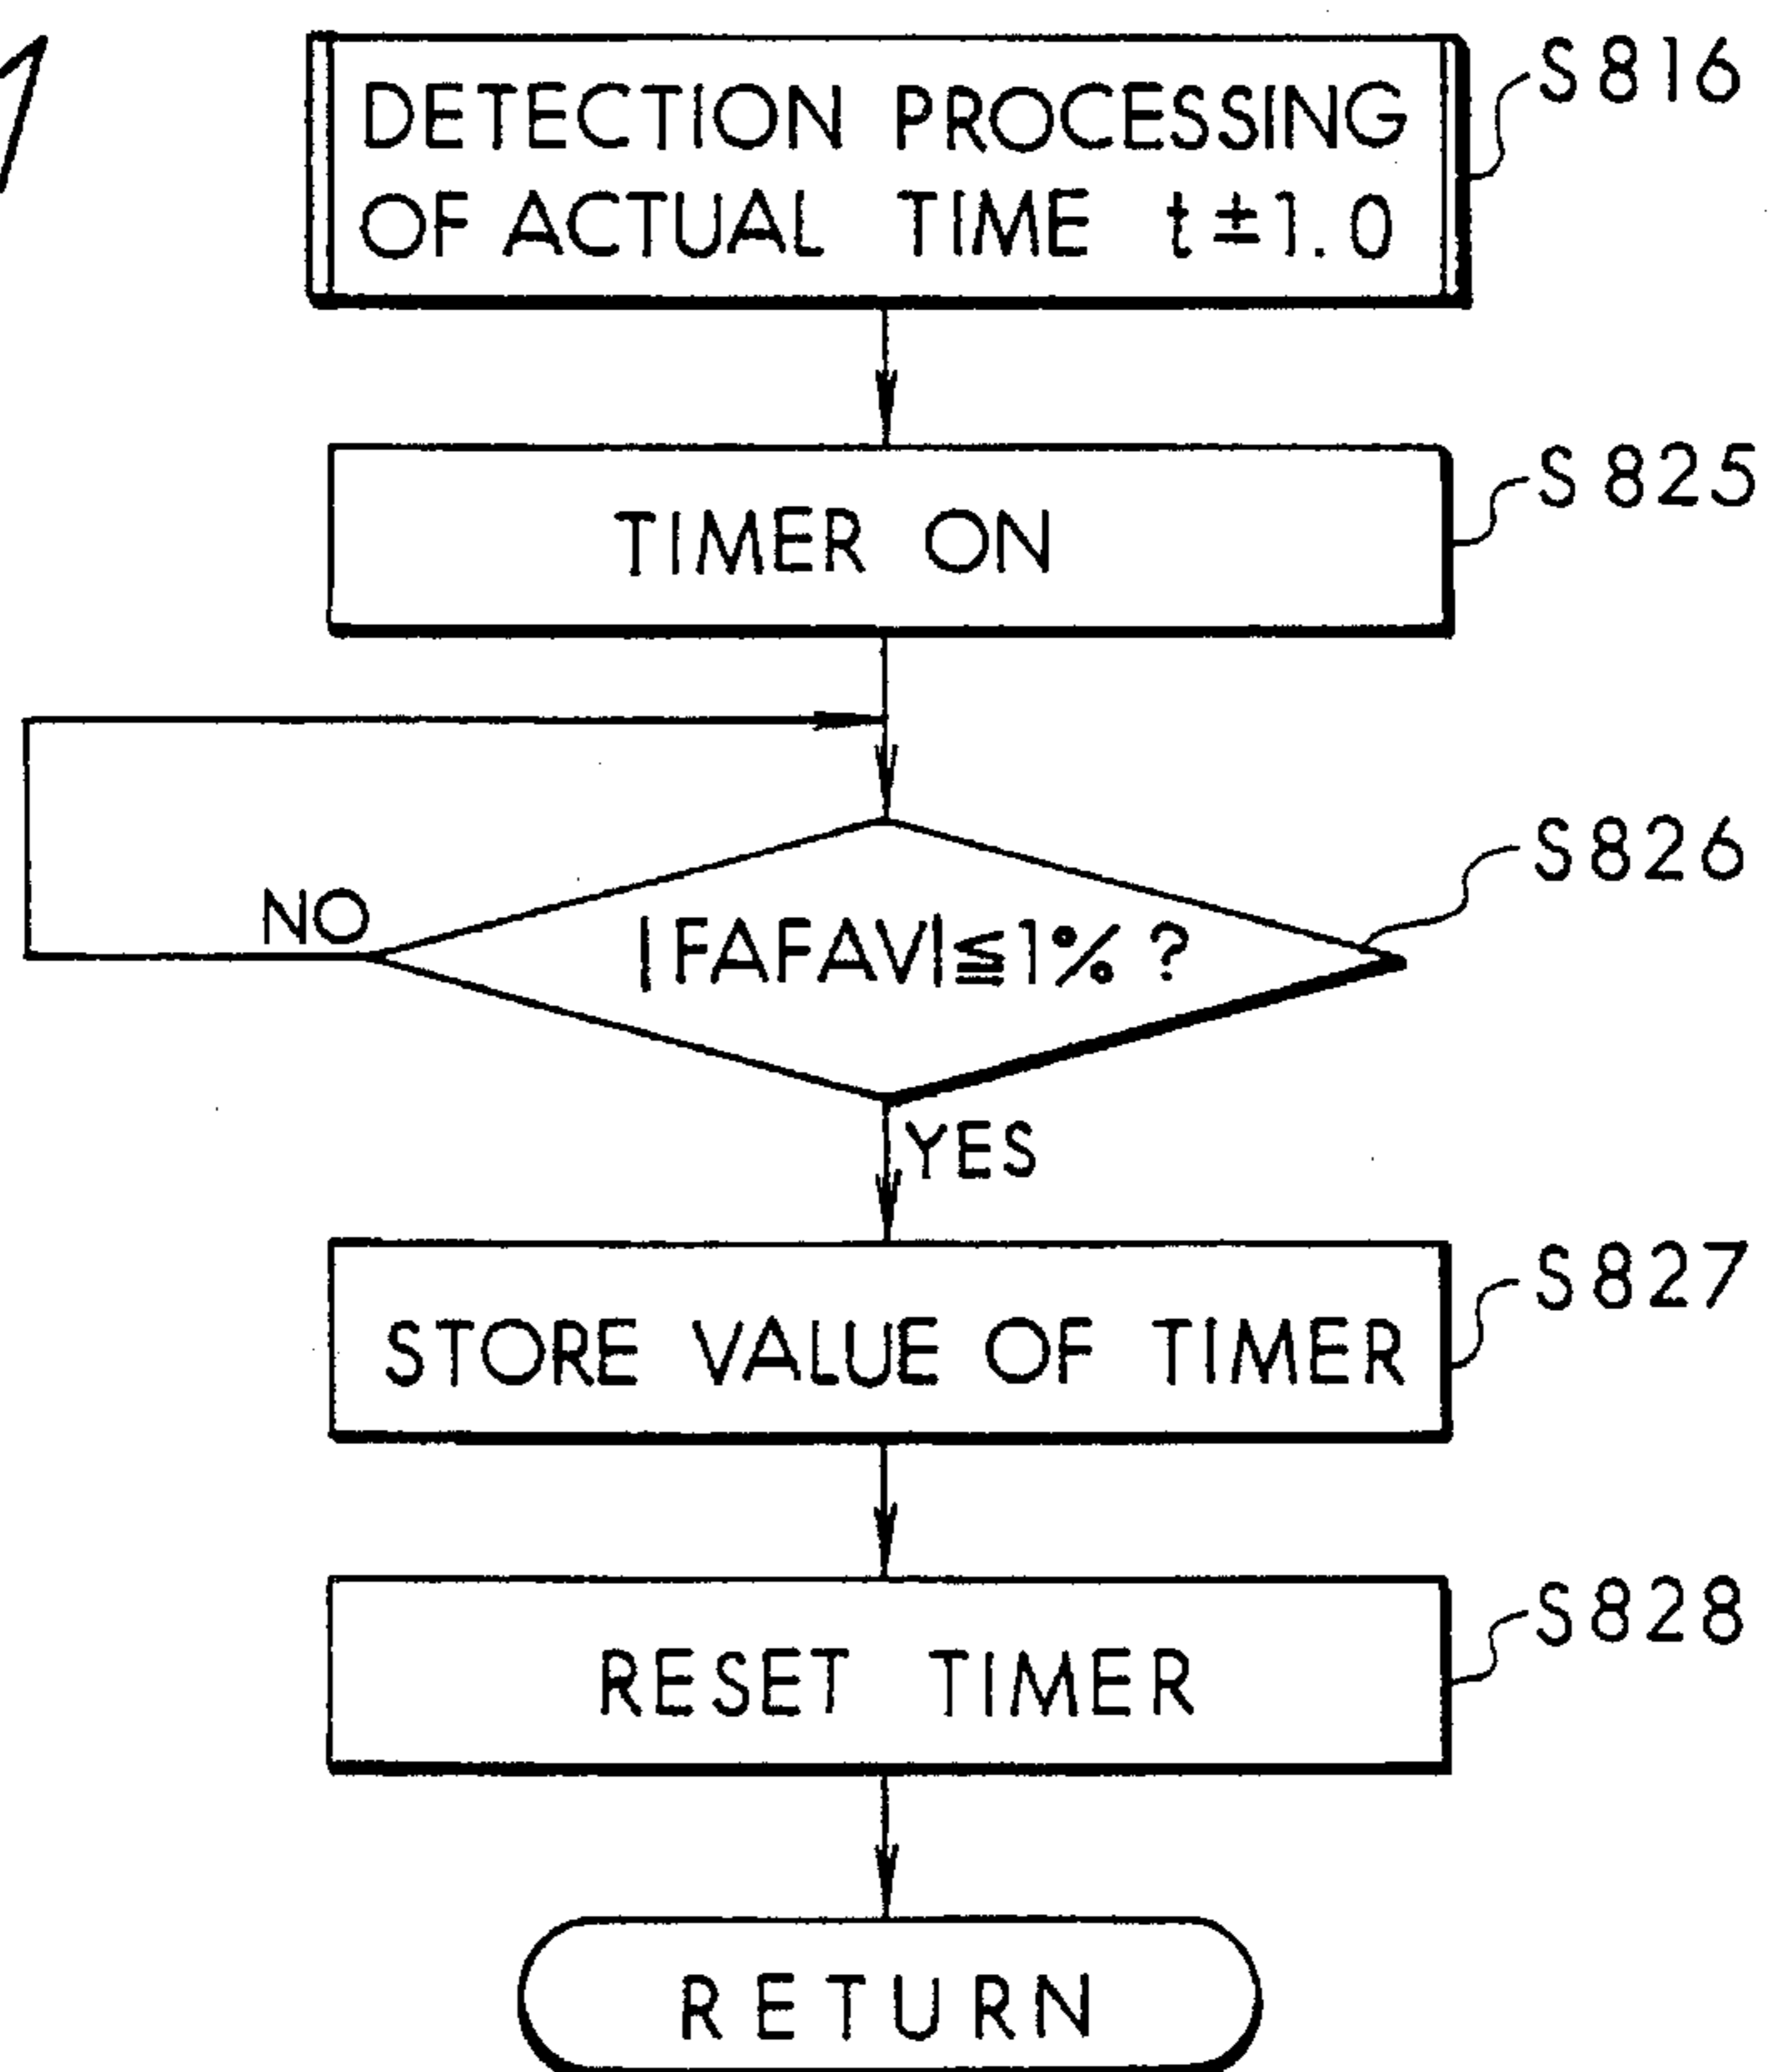 DETECTION PROCESSING
OF ACTUAL TIME t±1.0
S816
TIMER ON
S825
|FAFAV|≦1% ?
S826
NO
YES
STORE VALUE OF TIMER
S827
RESET TIMER
S828
RETURN